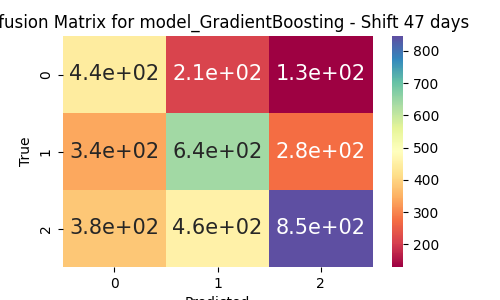 fusion Matrix for model_GradientBoosting - Shift 47 days
0 4.4e+02 2.1e+02 1.3e+02
1 3.4e+02 6.4e+02 2.8e+02
2 3.8e+02 4.6e+02 8.5e+02
True
0 1 2
Predicted
800
700
600
500
400
300
200